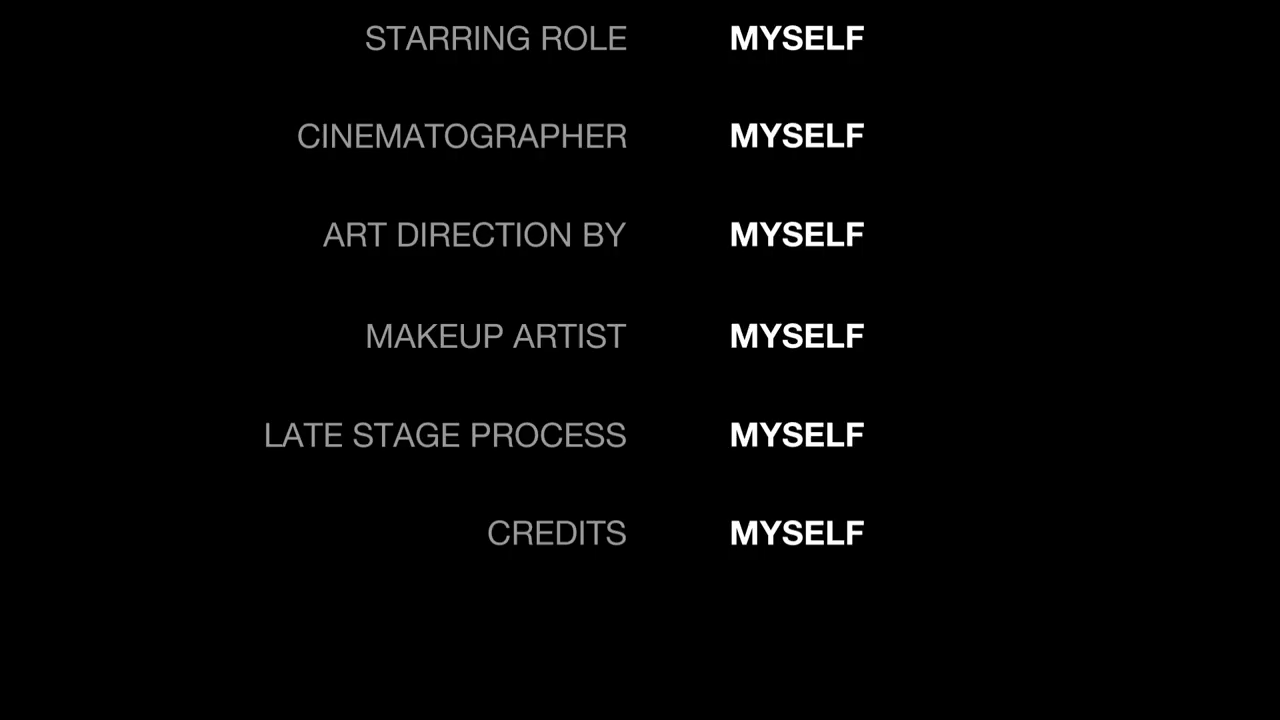 STARRING ROLE MYSELF
CINEMATOGRAPHER MYSELF
ART DIRECTION BY MYSELF
MAKEUP ARTIST MYSELF
LATE STAGE PROCESS MYSELF
CREDITS MYSELF